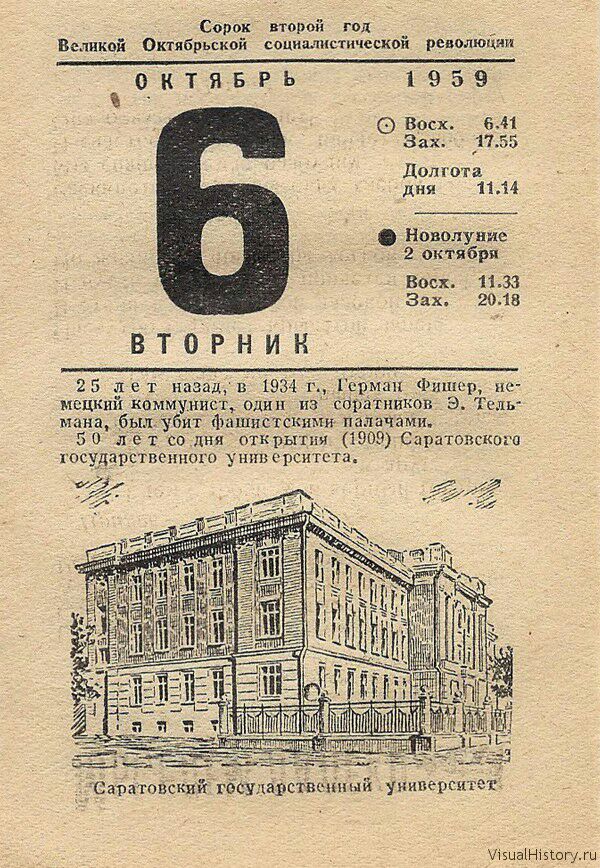 Сорок второй год
Великой Октябрьской социалистической революции
ОКТЯБРЬ 1959
6
Восх. 6.41
Зах. 17.55
Долгота
дня 11.14
Новолуние
2 октября
Восх. 11.33
Зах. 20.18
ВТОРНИК
25 лет назад, в 1934 г., Герман Фишер, не-
мецкий коммунист, один из соратников Э. Тель-
мана, был убит фашистскими палачами.
50 лет со дня открытия (1909) Саратовского
государственного университета.
Саратовский государственный университет
VisualHistory.ru